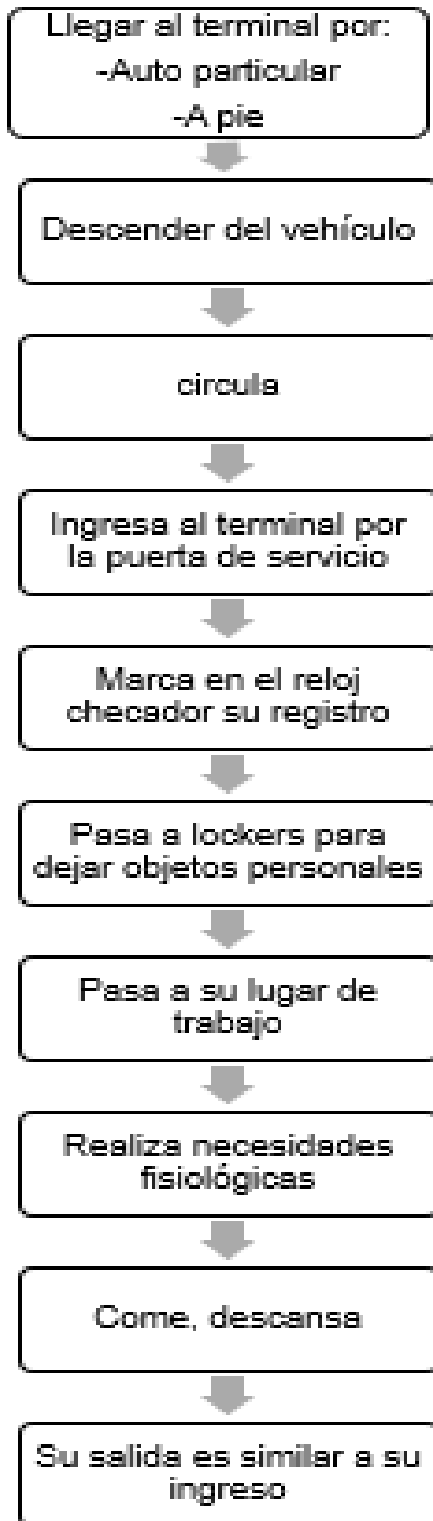 Llegar al terminal por:
-Auto particular
-A pie
Descender del vehículo
circula
Ingresa al terminal por
la puerta de servicio
Marca en el reloj
checador su registro
Pasa a lockers para
dejar objetos personales
Pasa a su lugar de
trabajo
Realiza necesidades
fisiológicas
Come, descansa
Su salida es similar a su
ingreso